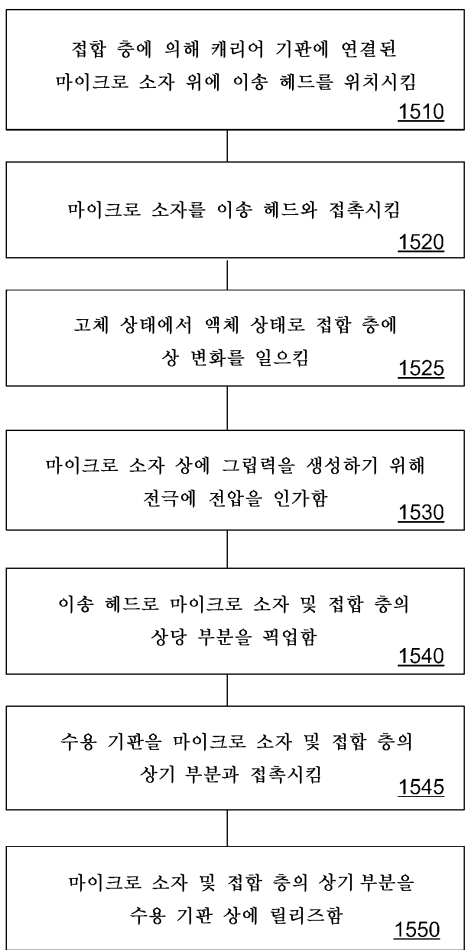 접합 층에 의해 캐리어 기판에 연결된
마이크로 소자 위에 이송 헤드를 위치시킴
1510
마이크로 소자를 이송 헤드와 접촉시킴
1520
고체 상태에서 액체 상태로 접합 층에
상 변화를 일으킴
1525
마이크로 소자 상에 그립력을 생성하기 위해
전극에 전압을 인가함
1530
이송 헤드로 마이크로 소자 및 접합 층의
상당 부분을 픽업함
1540
수용 기판을 마이크로 소자 및 접합 층의
상기 부분과 접촉시킴
1545
마이크로 소자 및 접합 층의 상기 부분을
수용 기판 상에 릴리즈함
1550